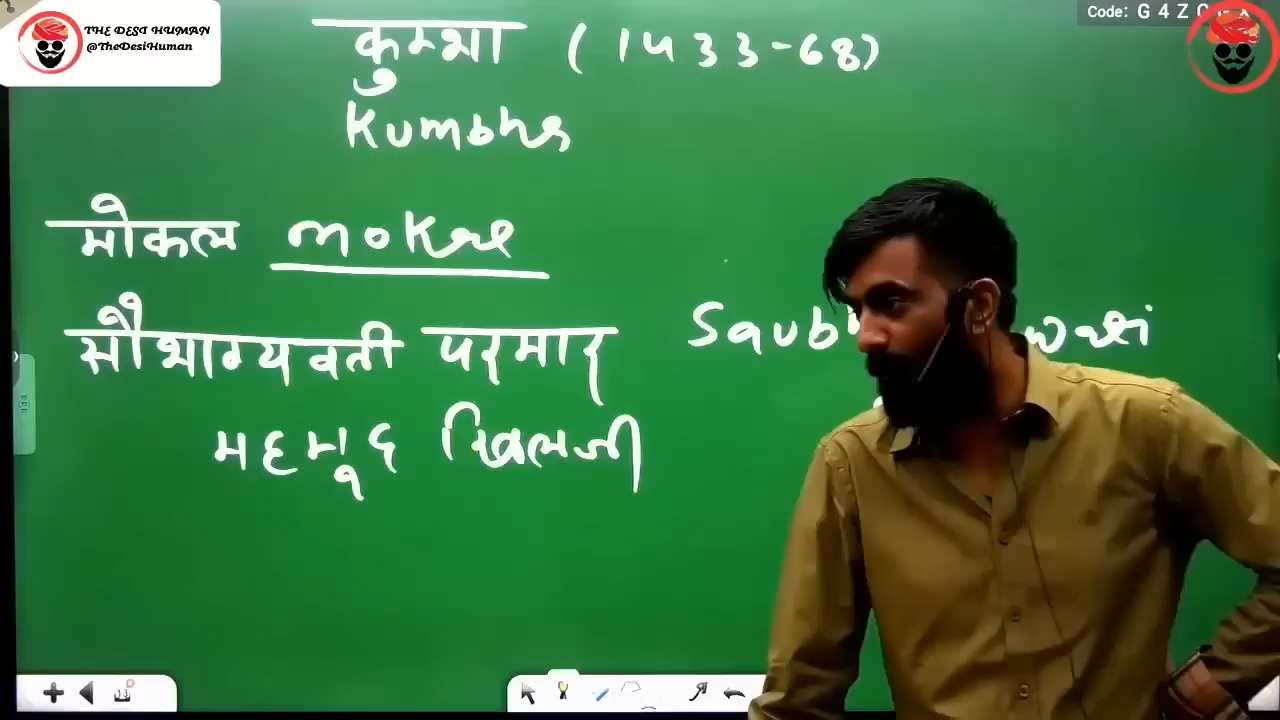 THE DESI HUMAN
@TheDesiHuman
Code: G 4 Z
कुम्भा (1433-68)
Kumbha
मोकल mokal
सौभाग्यवती परमार
महमूद खिलजी